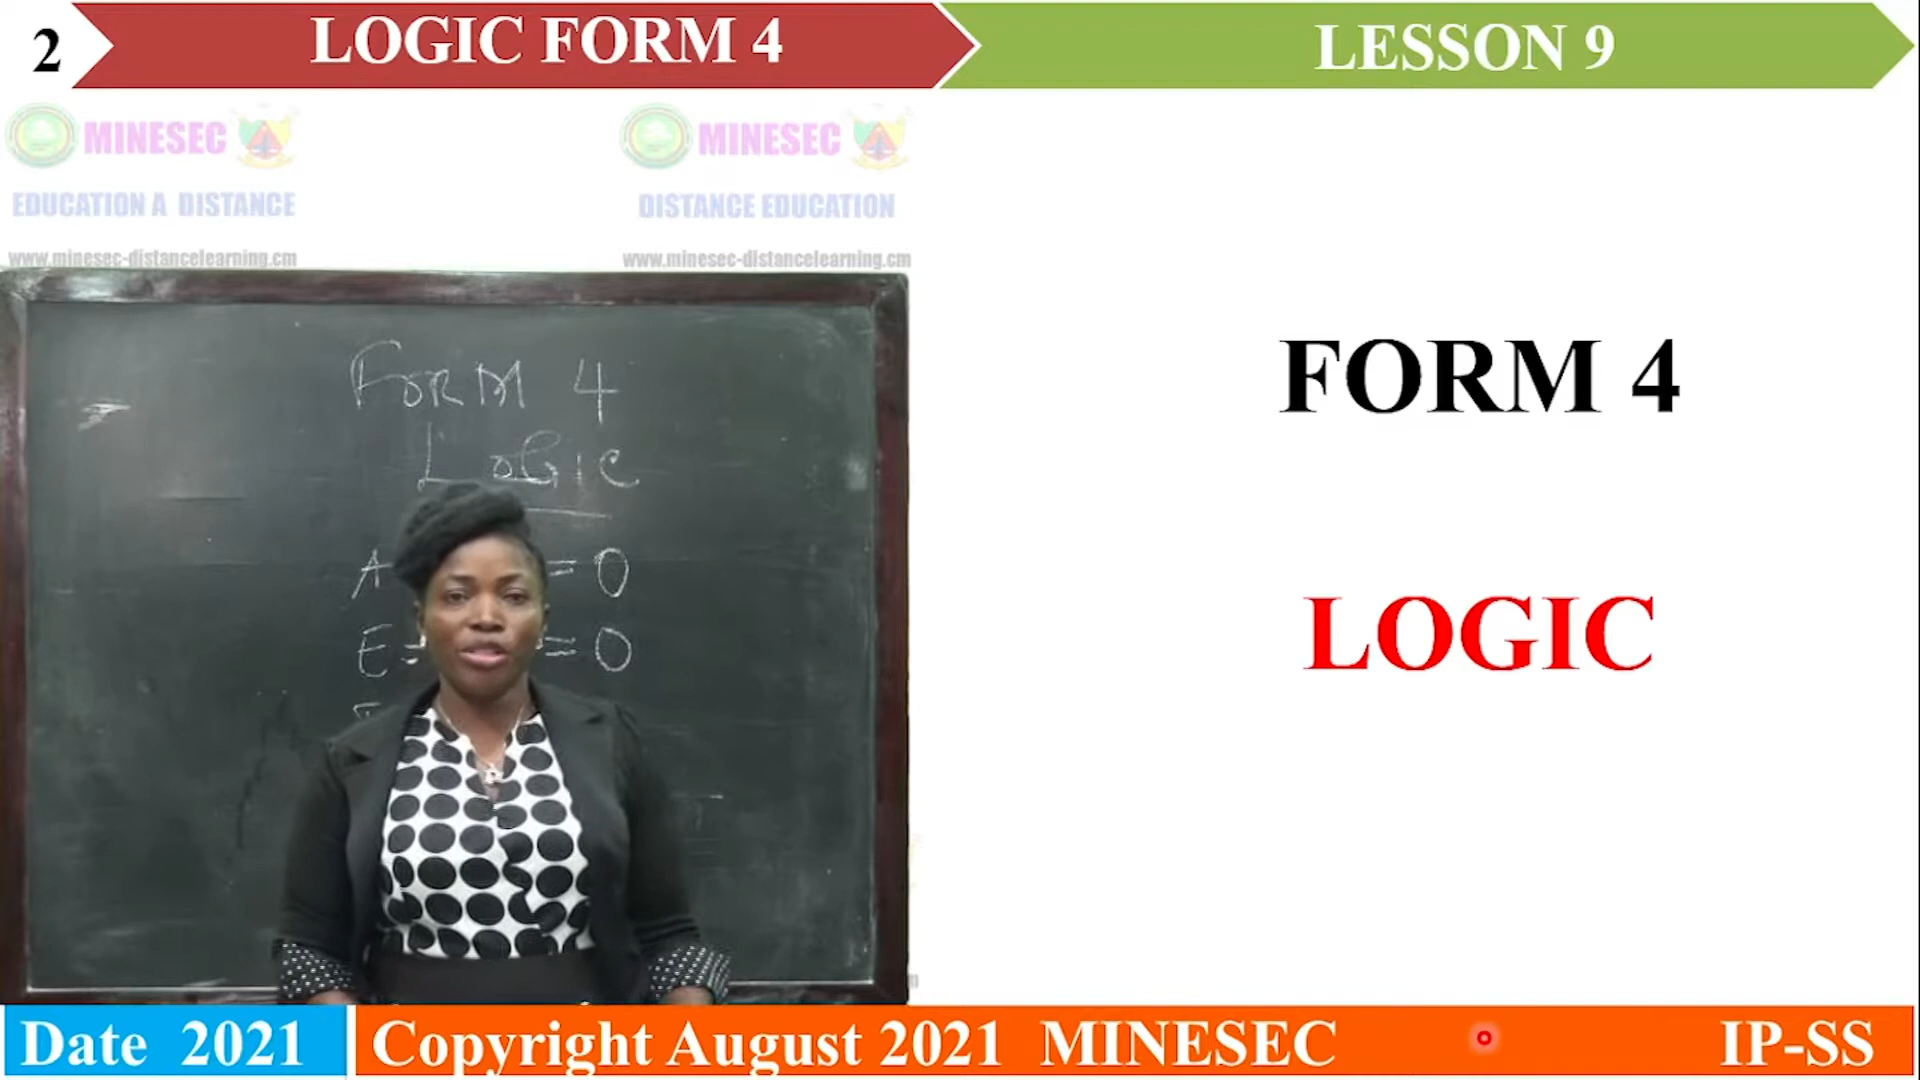 2
LOGIC FORM 4
LESSON 9
MINESEC
EDUCATION A DISTANCE
www.minesec-distancelearning.cm
MINESEC
DISTANCE EDUCATION
www.minesec-distancelearning.cm
FORM 4
LOGIC
A = 0
E = = 0
FORM 4
LOGIC
Date 2021
Copyright August 2021 MINESEC
IP-SS